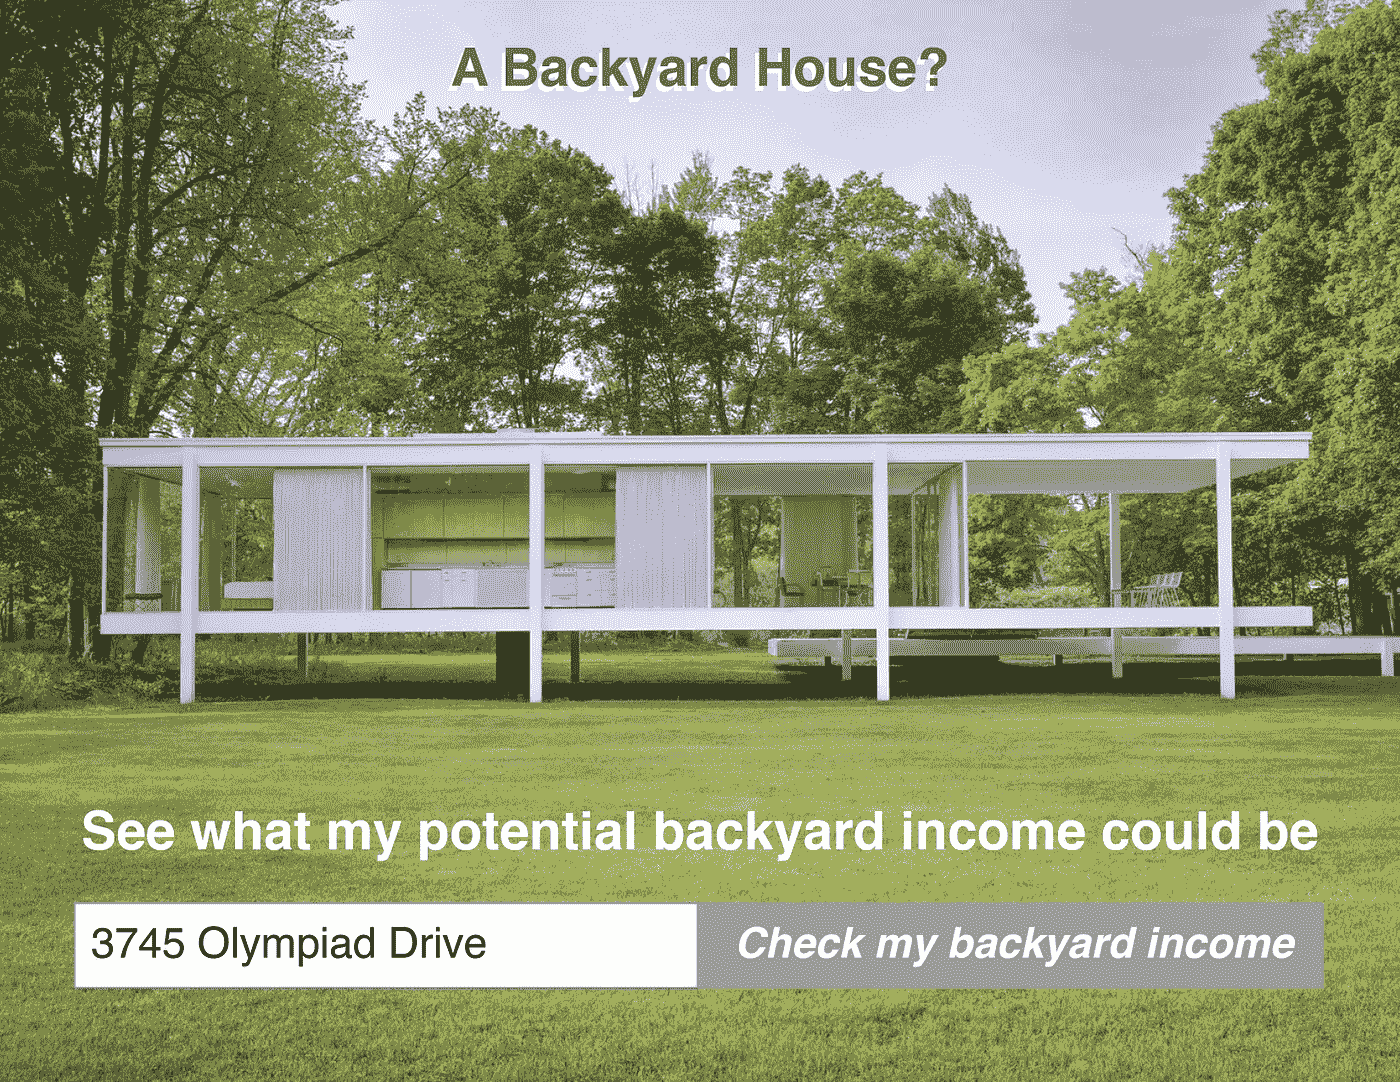 A Backyard House?
See what my potential backyard income could be
3745 Olympiad Drive
Check my backyard income